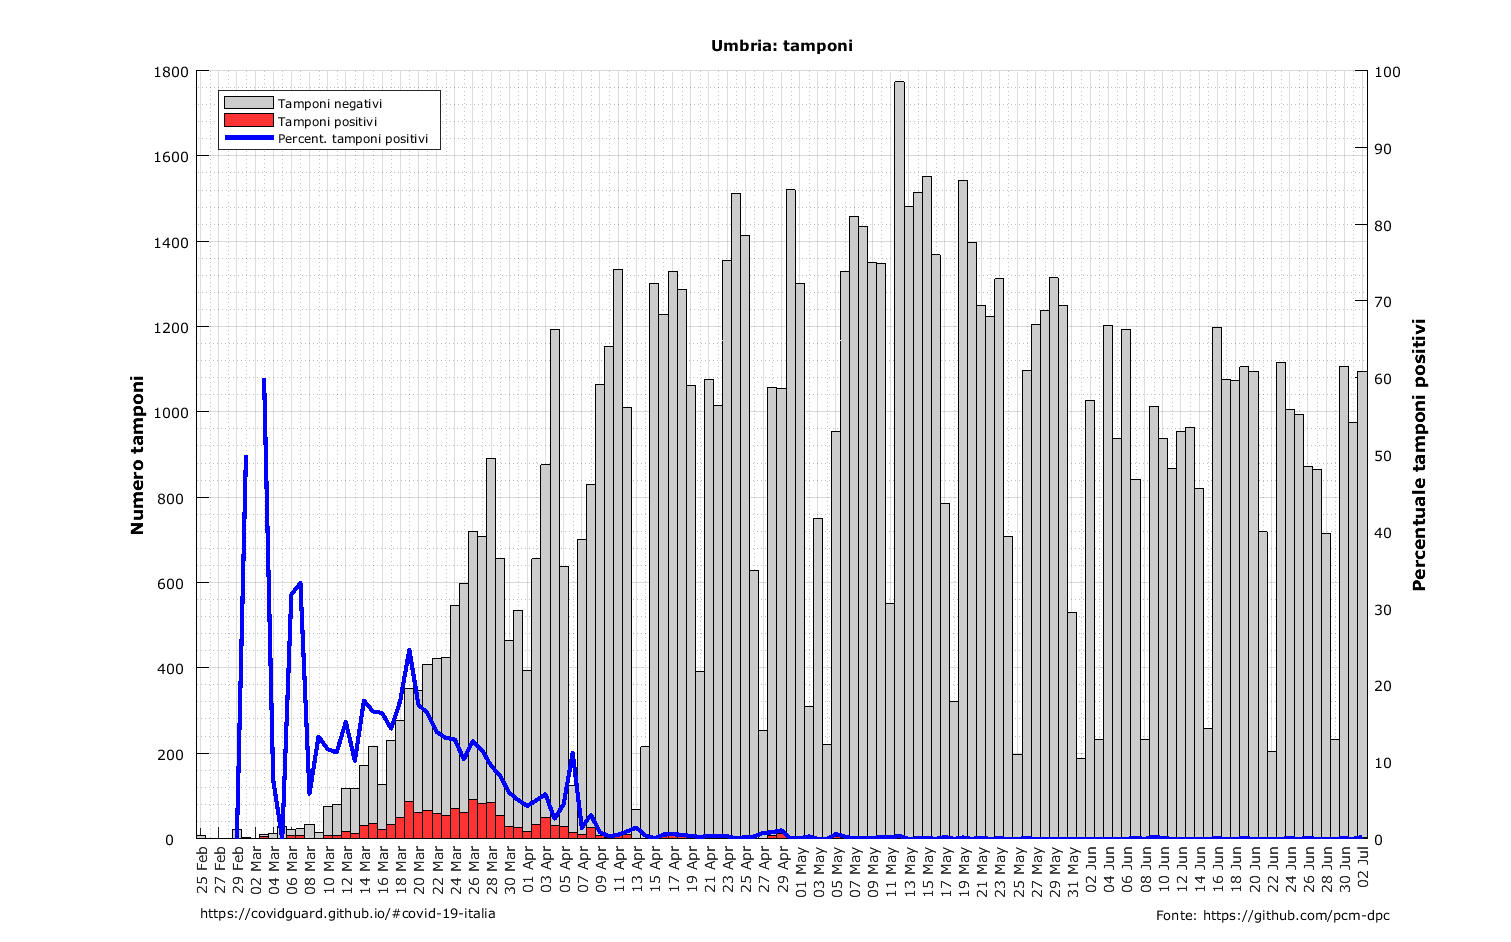 Umbria: tamponi
Tamponi negativi
Tamponi positivi
Percent. tamponi positivi
Numero tamponi
1800
1600
1400
1200
1000
800
600
400
200
0
100
90
80
70
60
50
40
30
20
10
0
Percentuale tamponi positivi
25 Feb
27 Feb
29 Feb
02 Mar
04 Mar
06 Mar
08 Mar
10 Mar
12 Mar
14 Mar
16 Mar
18 Mar
20 Mar
22 Mar
24 Mar
26 Mar
28 Mar
30 Mar
01 Apr
03 Apr
05 Apr
07 Apr
09 Apr
11 Apr
13 Apr
15 Apr
17 Apr
19 Apr
21 Apr
23 Apr
25 Apr
27 Apr
29 Apr
01 May
03 May
05 May
07 May
09 May
11 May
13 May
15 May
17 May
19 May
21 May
23 May
25 May
27 May
29 May
31 May
02 Jun
04 Jun
06 Jun
08 Jun
10 Jun
12 Jun
14 Jun
16 Jun
18 Jun
20 Jun
22 Jun
24 Jun
26 Jun
28 Jun
30 Jun
02 Jul
https://covidguard.github.io/#covid-19-italia
Fonte: https://github.com/pcm-dpc